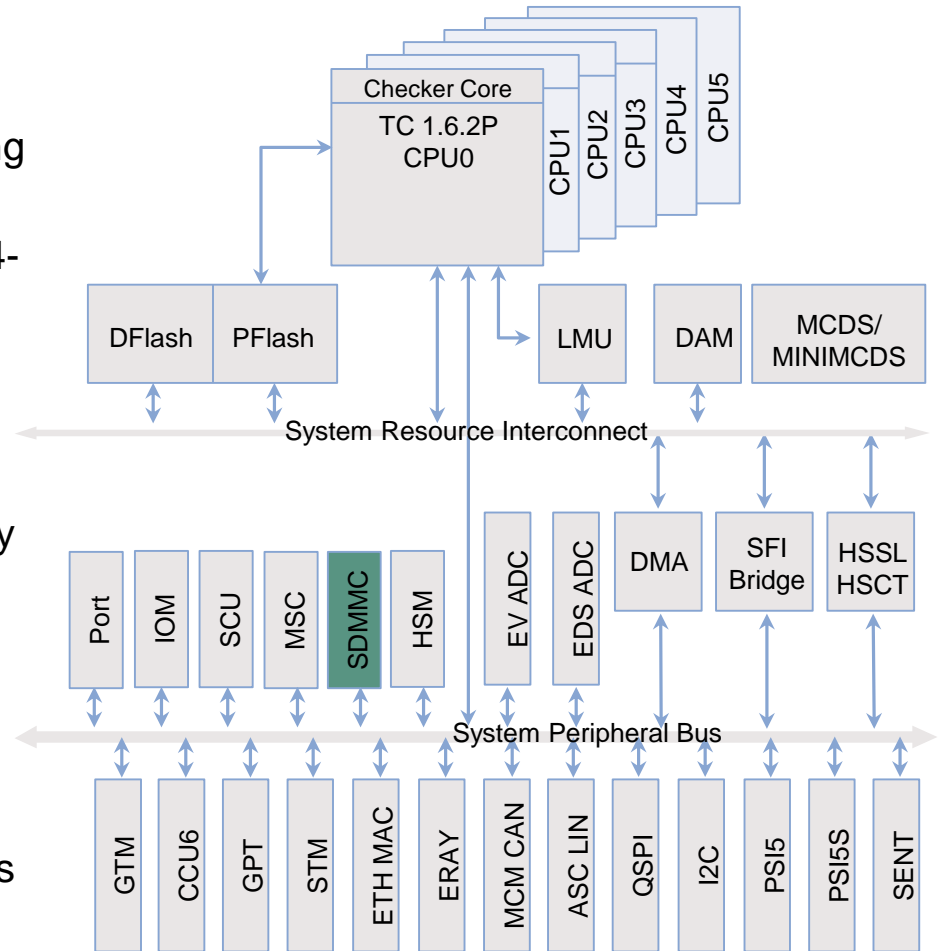 Checker Core
TC 1.6.2P
CPU0
CPU1
CPU2
CPU3
CPU4
CPU5
ng
4-
DFlash
PFlash
LMU
DAM
MCDS/
MINIMCDS
System Resource Interconnect
y
Port
IOM
SCU
MSC
SDMMC
HSM
EV ADC
EDS ADC
DMA
SFI
Bridge
HSSL
HSCT
System Peripheral Bus
s
GTM
CCU6
GPT
STM
ETH MAC
ERAY
MCM CAN
ASC LIN
QSPI
I2C
PSI5
PSI5S
SENT